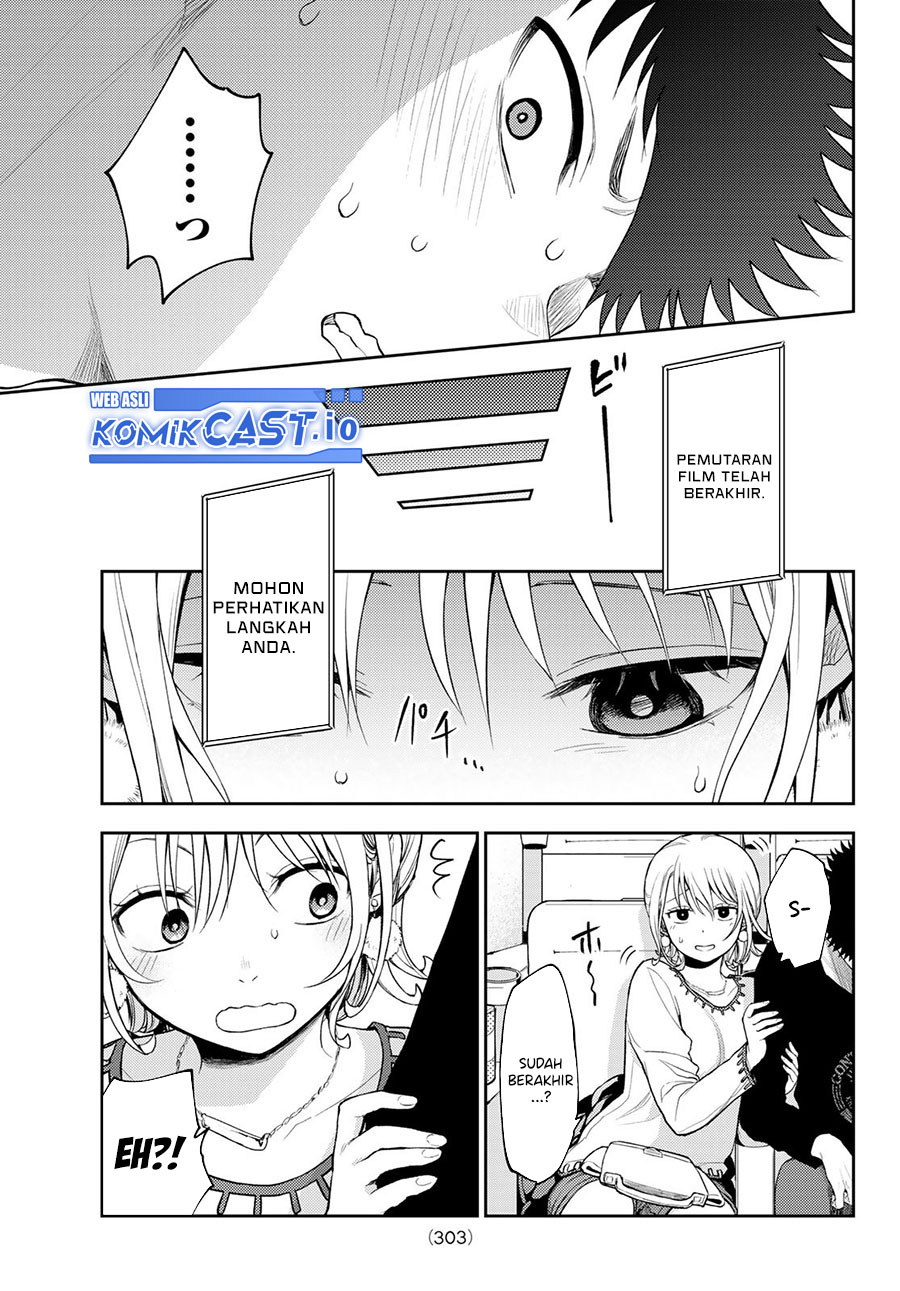 ……っ
ビー
PEMUTARAN
FILM TELAH
BERAKHIR.
WEB ASLI
KOMIKCAST.io
MOHON
PERHATIKAN
LANGKAH
ANDA.
パチ…
S-
ホッ
SUDAH
BERAKHIR
...?
EH?!
(303)